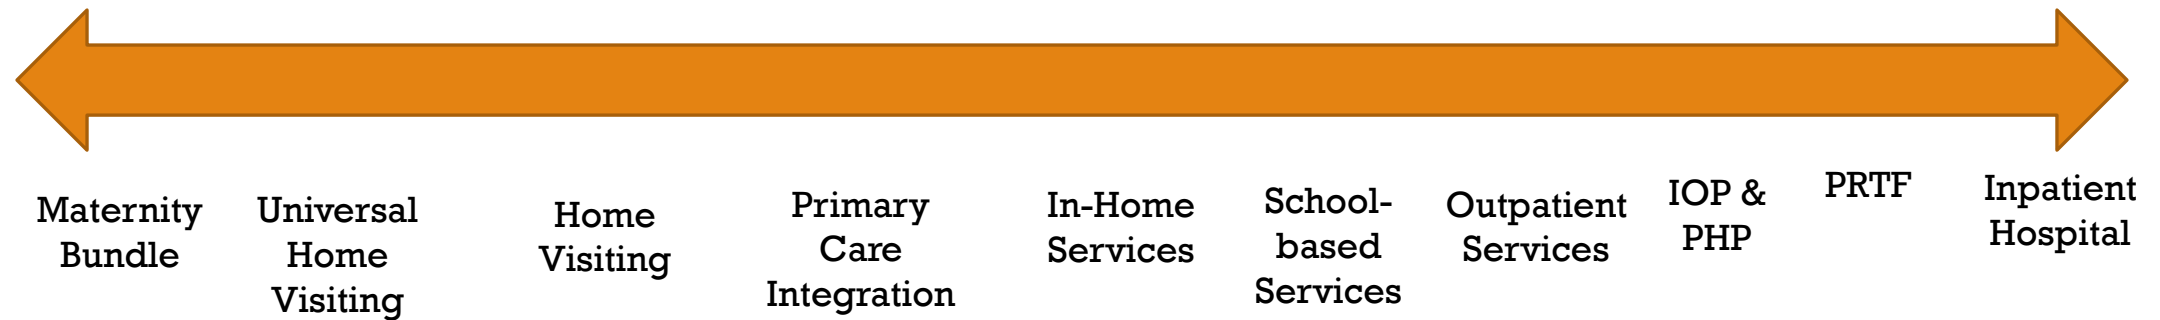 Maternity
Bundle
Universal
Home
Visiting
Home
Visiting
Primary
Care
Integration
In-Home
Services
School-
based
Services
Outpatient
Services
IOP &
PHP
PRTF
Inpatient
Hospital